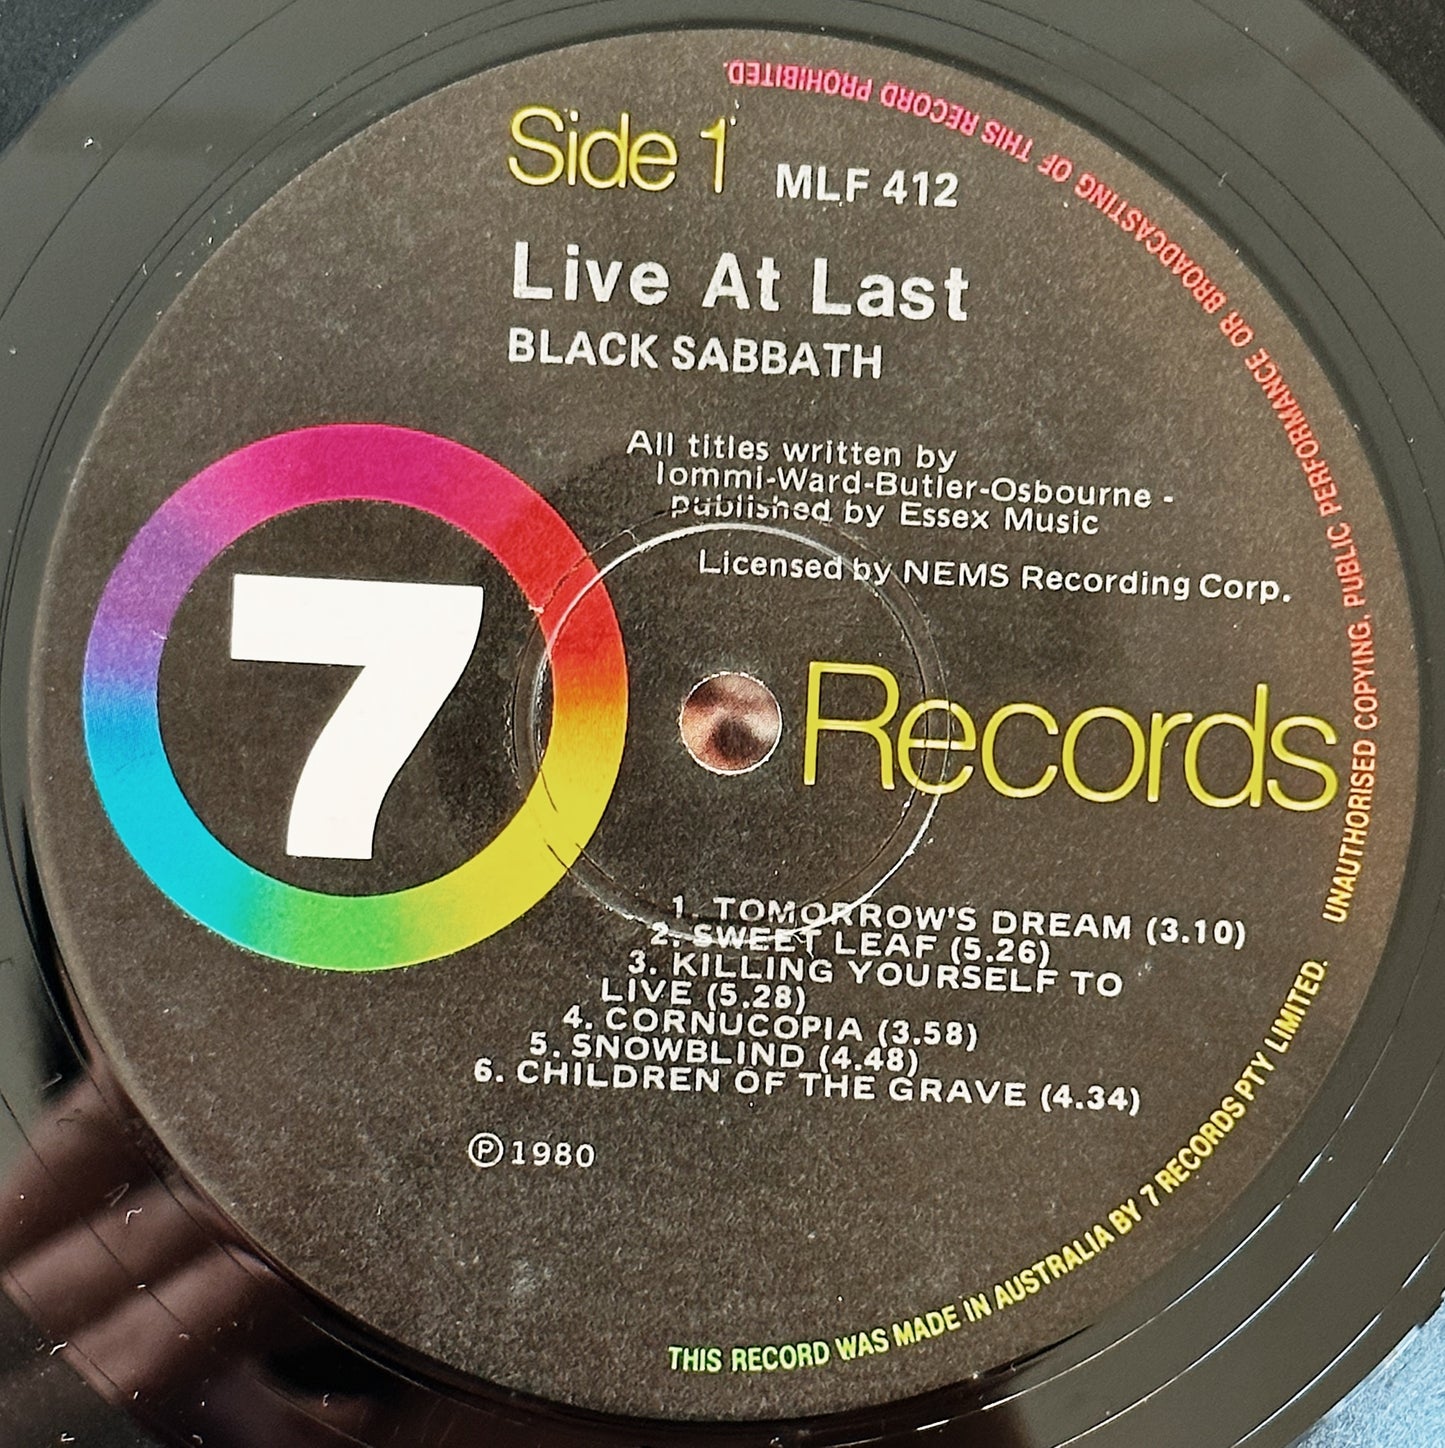 Side 1
MLF 412
Live At Last
BLACK SABBATH
All titles written by
Iommi-Ward-Butler-Osbourne -
published by Essex Music
Licensed by NEMS Recording Corp.
7
Records
1. TOMORROW'S DREAM (3.10)
2. SWEET LEAF (5.26)
3. KILLING YOURSELF TO
LIVE (5.28)
4. CORNUCOPIA (3.58)
5. SNOWBLIND (4.48)
6. CHILDREN OF THE GRAVE (4.34)
Ⓟ1980
THIS RECORD WAS MADE IN AUSTRALIA BY 7 RECORDS PTY LIMITED.
UNAUTHORISED COPYING, PUBLIC PERFORMANCE OR BROADCASTING OF THIS RECORD PROHIBITED.